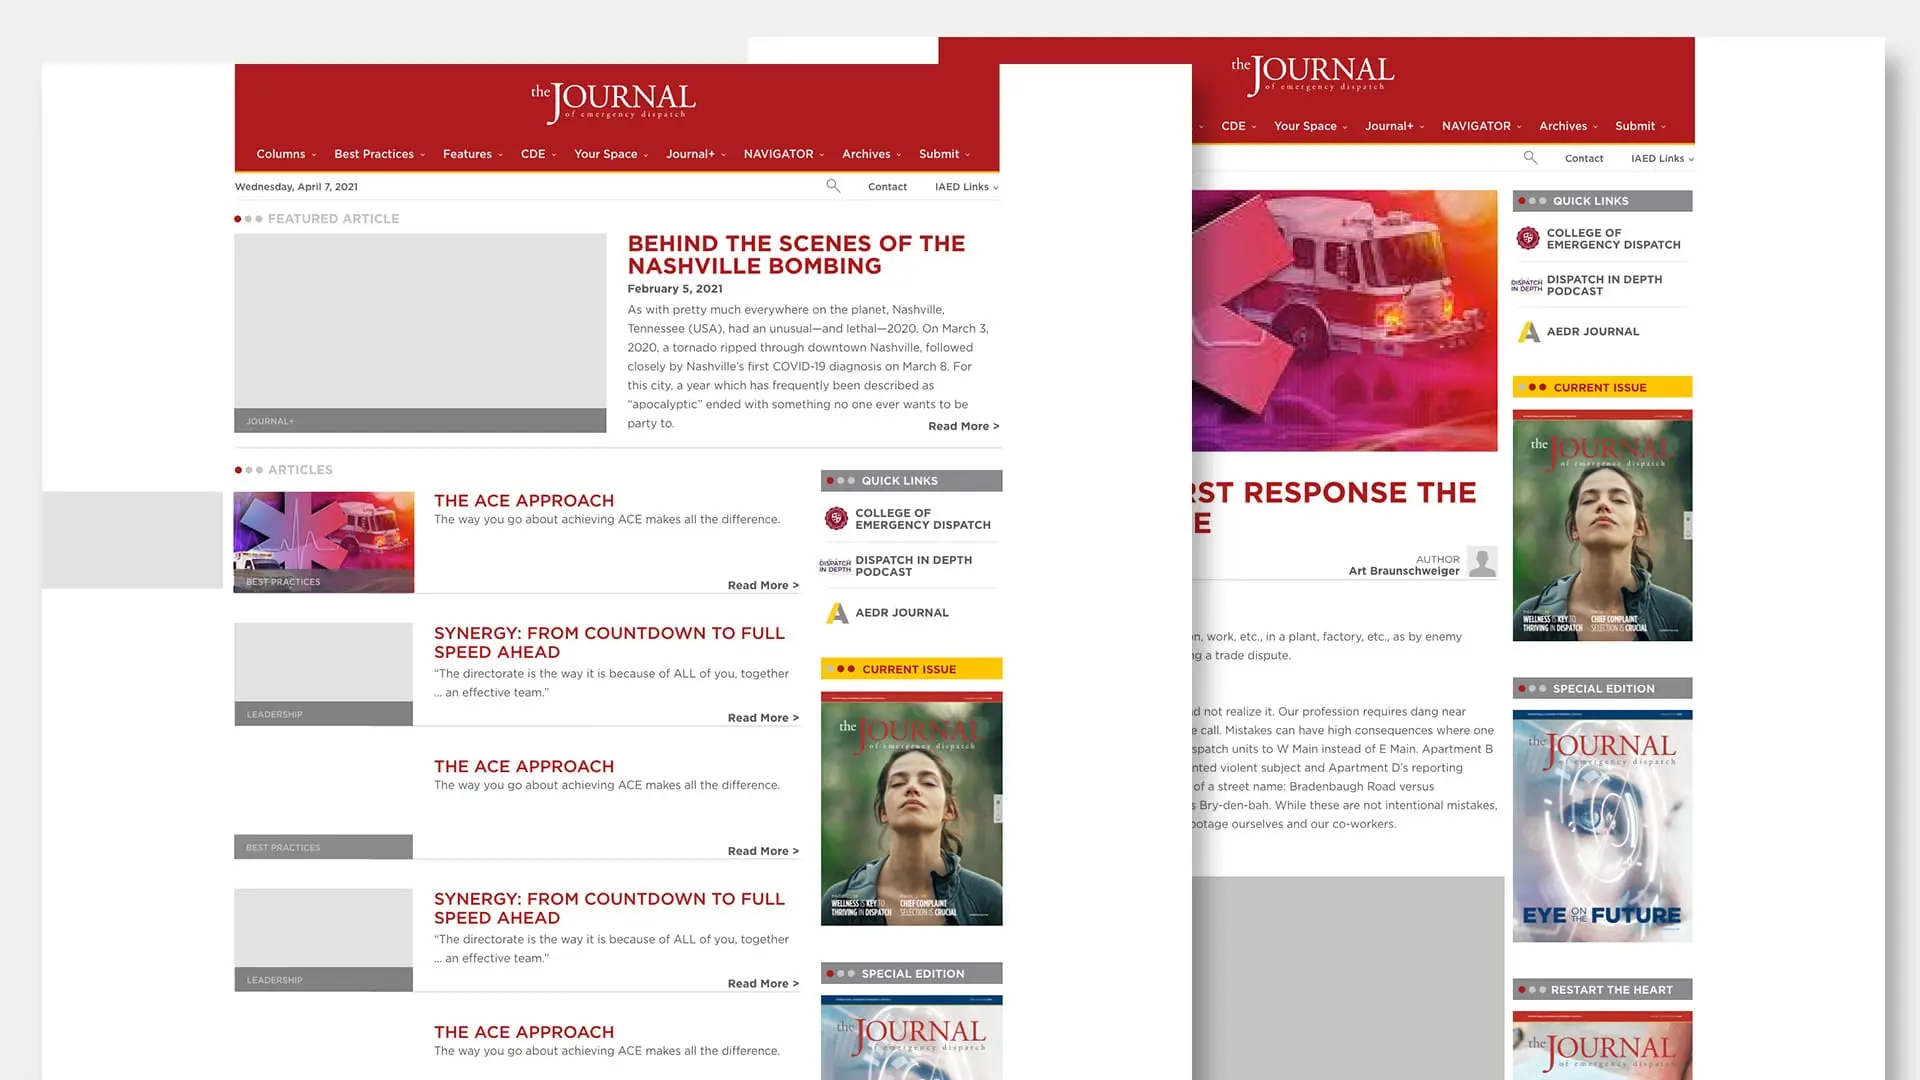 the JOURNAL
of emergency dispatch
Columns Best Practices Features CDE Your Space Journal+ NAVIGATOR Archives Submit
Wednesday, April 7, 2021
Contact IAED Links
FEATURED ARTICLE
JOURNAL+
BEHIND THE SCENES OF THE
NASHVILLE BOMBING
February 5, 2021
As with pretty much everywhere on the planet, Nashville,
Tennessee (USA), had an unusual—and lethal—2020. On March 3,
2020, a tornado ripped through downtown Nashville, followed
closely by Nashville's first COVID-19 diagnosis on March 8. For
this city, a year which has frequently been described as
“apocalyptic” ended with something no one ever wants to be
party to.
Read More >
ARTICLES
BEST PRACTICES
THE ACE APPROACH
The way you go about achieving ACE makes all the difference.
Read More >
LEADERSHIP
SYNERGY: FROM COUNTDOWN TO FULL
SPEED AHEAD
“The directorate is the way it is because of ALL of you, together
... an effective team.”
Read More >
BEST PRACTICES
THE ACE APPROACH
The way you go about achieving ACE makes all the difference.
Read More >
LEADERSHIP
SYNERGY: FROM COUNTDOWN TO FULL
SPEED AHEAD
“The directorate is the way it is because of ALL of you, together
... an effective team.”
Read More >
THE ACE APPROACH
The way you go about achieving ACE makes all the difference.
QUICK LINKS
COLLEGE OF
EMERGENCY DISPATCH
DISPATCH
IN DEPTH
DISPATCH IN DEPTH
PODCAST
AEDR JOURNAL
CURRENT ISSUE
the JOURNAL
of emergency dispatch
WELLNESS IS KEY TO
THRIVING IN DISPATCH
CHIEF COMPLAINT
SELECTION IS CRUCIAL
SPECIAL EDITION
the JOURNAL
of emergency dispatch
the JOURNAL
of emergency dispatch
CDE Your Space Journal+ NAVIGATOR Archives Submit
Contact IAED Links
RST RESPONSE THE
E
AUTHOR
Art Braunschweiger
n, work, etc., in a plant, factory, etc., as by enemy
ng a trade dispute.
d not realize it. Our profession requires dang near
e call. Mistakes can have high consequences where one
spatch units to W Main instead of E Main. Apartment B
nted violent subject and Apartment D's reporting
of a street name: Bradenbaugh Road versus
s Bry-den-bah. While these are not intentional mistakes,
botage ourselves and our co-workers.
QUICK LINKS
COLLEGE OF
EMERGENCY DISPATCH
DISPATCH
IN DEPTH
DISPATCH IN DEPTH
PODCAST
AEDR JOURNAL
CURRENT ISSUE
the JOURNAL
of emergency dispatch
WELLNESS IS KEY TO
THRIVING IN DISPATCH
CHIEF COMPLAINT
SELECTION IS CRUCIAL
SPECIAL EDITION
the JOURNAL
of emergency dispatch
EYE ON THE FUTURE
RESTART THE HEART
the JOURNAL
of emergency dispatch